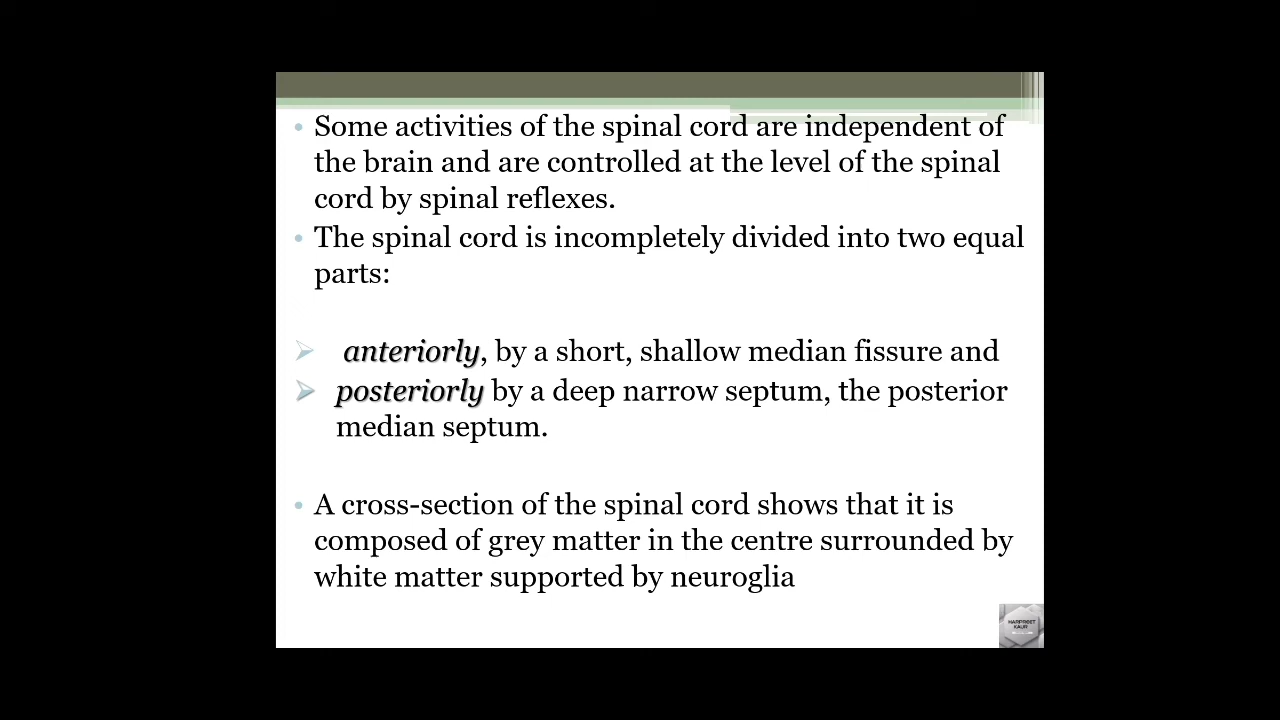 Some activities of the spinal cord are independent of
the brain and are controlled at the level of the spinal
cord by spinal reflexes.
The spinal cord is incompletely divided into two equal
parts:
anteriorly, by a short, shallow median fissure and
posteriorly by a deep narrow septum, the posterior
median septum.
A cross-section of the spinal cord shows that it is
composed of grey matter in the centre surrounded by
white matter supported by neuroglia
HARPREET
KAUR